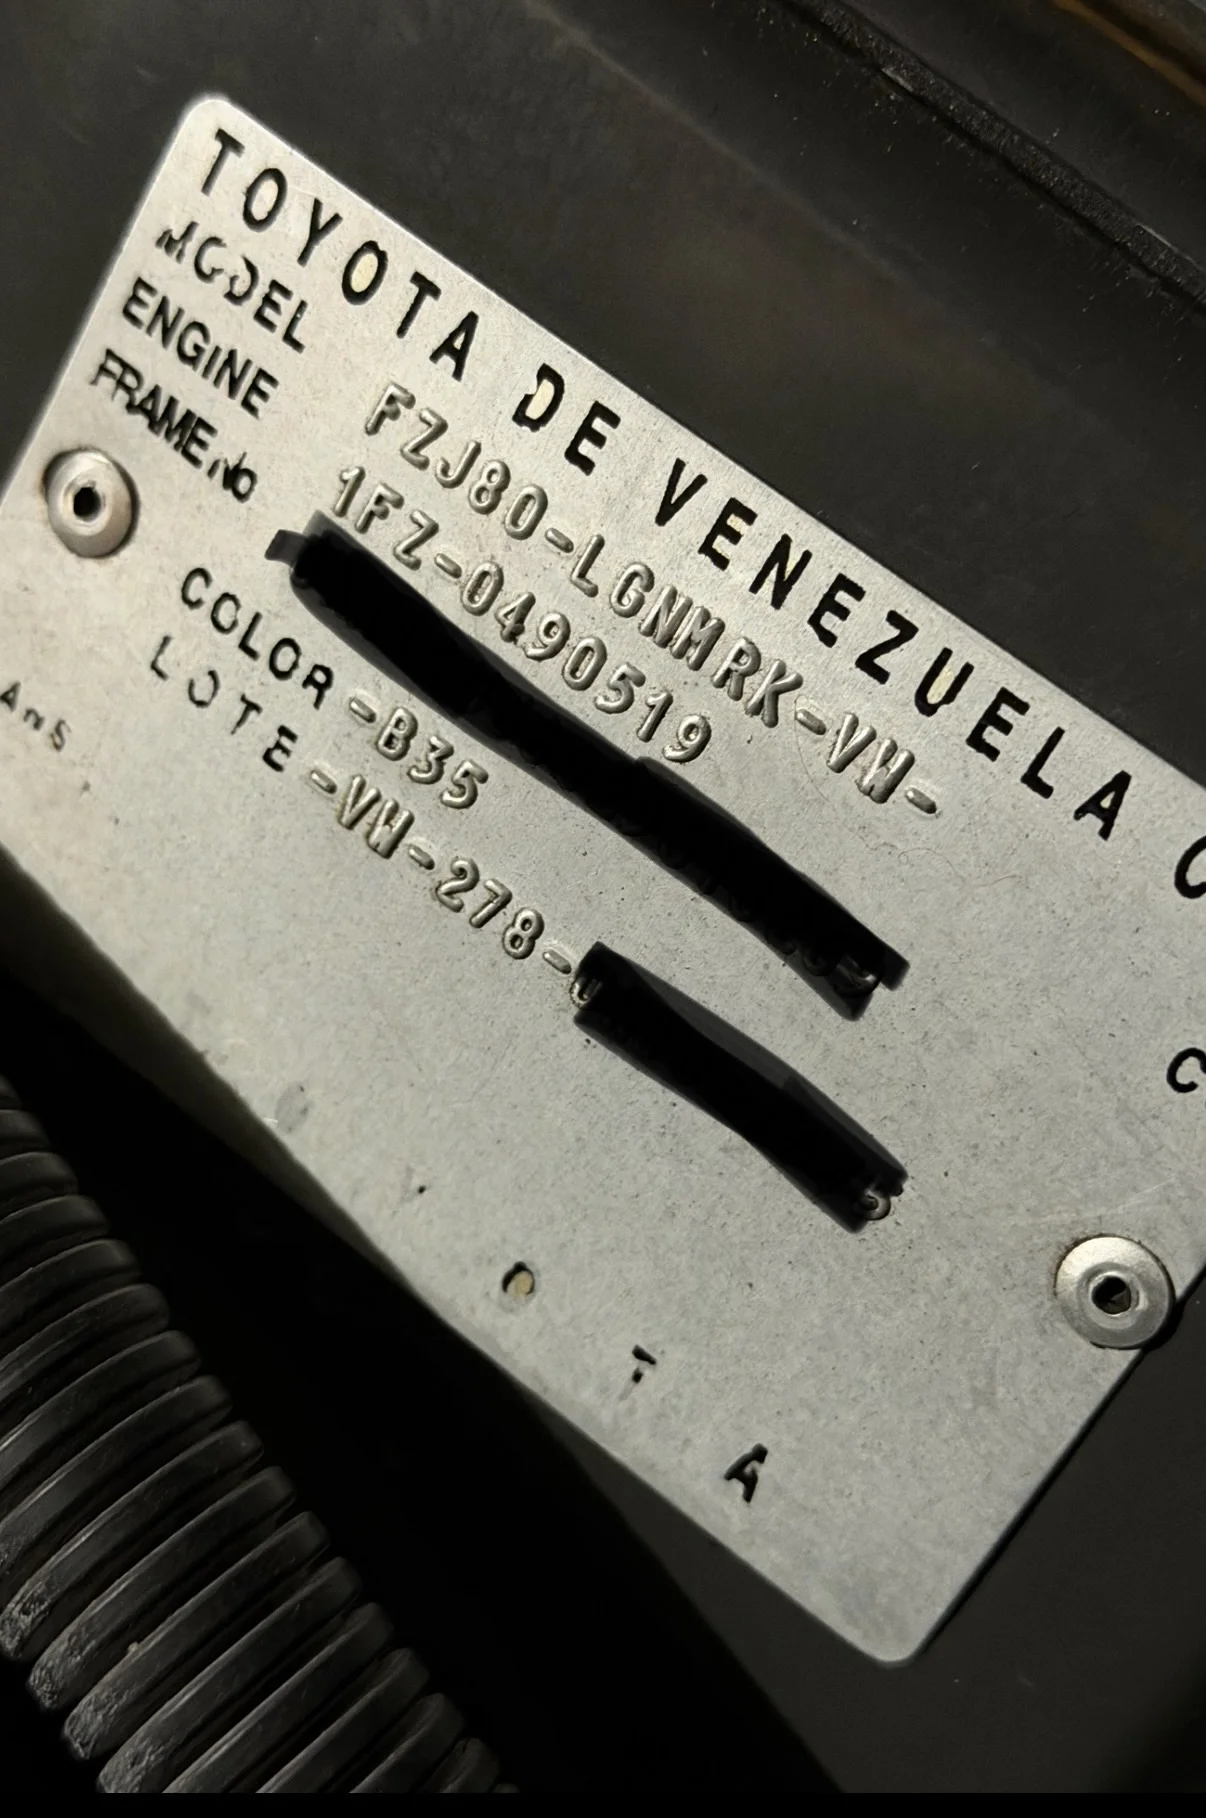 TOYOTA DE VENEZUELA C
MODEL FZJ80-LGNMRK-VW-
ENGINE 1FZ-0490519
FRAME No
COLOR -B35
LOTE -VW-278-
T
A